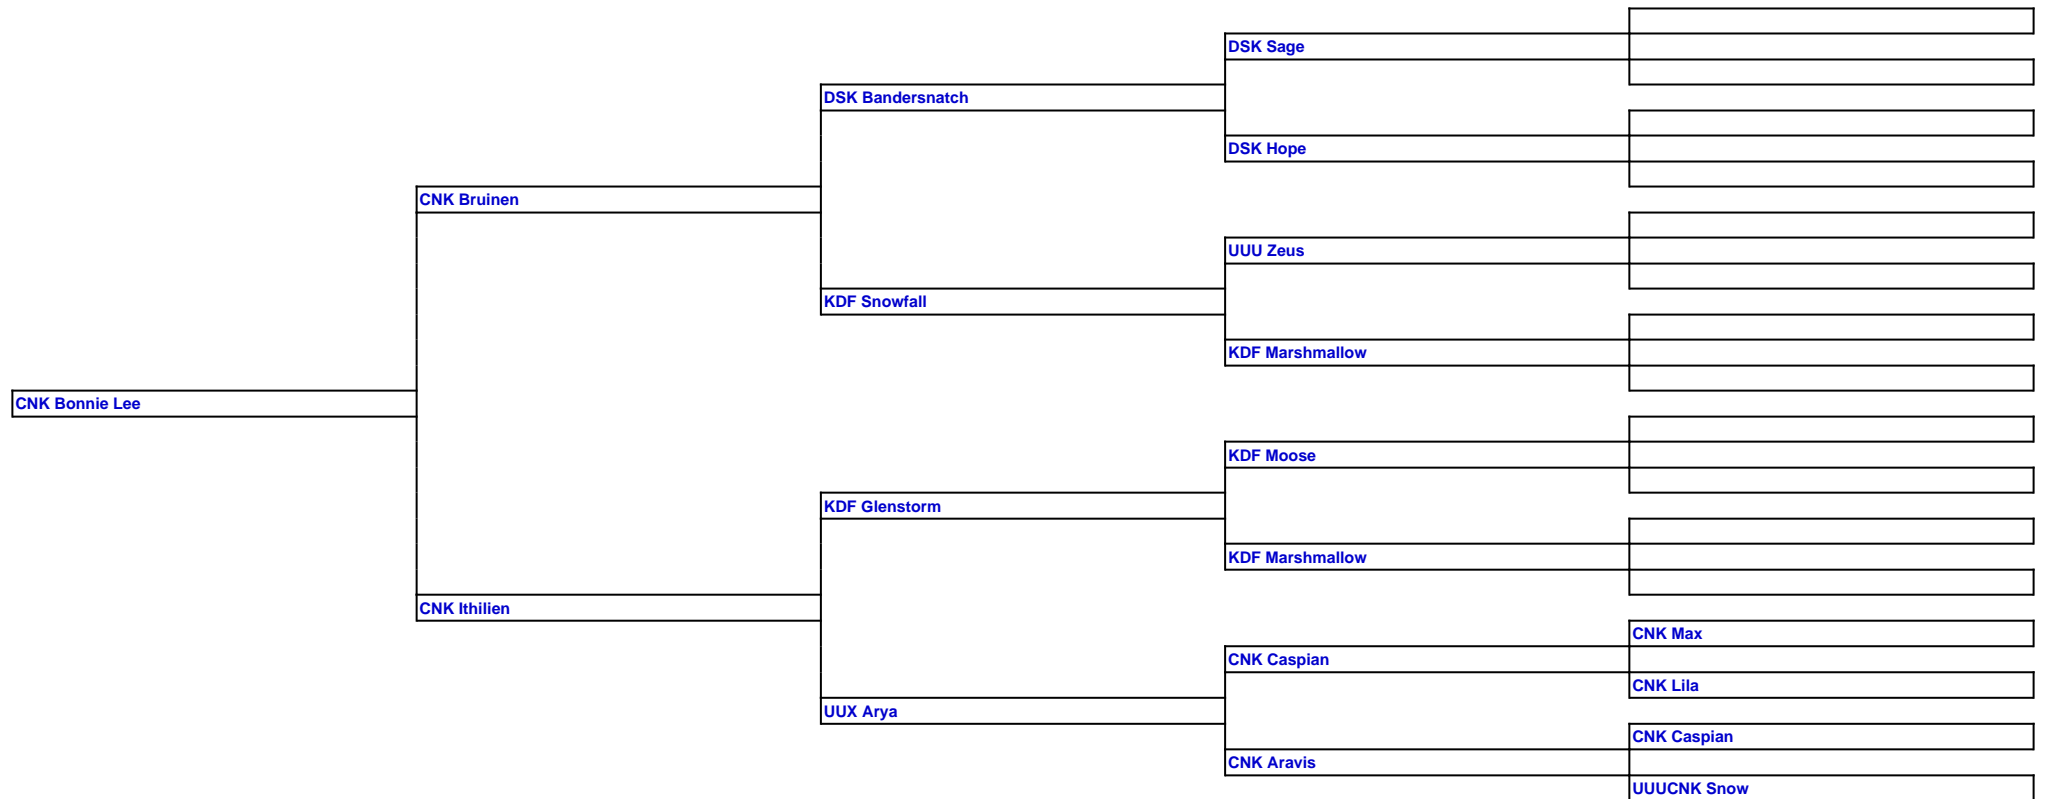 DSK Sage
DSK Bandersnatch
DSK Hope
CNK Bruinen
UUU Zeus
KDF Snowfall
KDF Marshmallow
CNK Bonnie Lee
KDF Moose
KDF Glenstorm
KDF Marshmallow
CNK Ithilien
CNK Max
CNK Caspian
CNK Lila
UUX Arya
CNK Caspian
CNK Aravis
UUUCNK Snow